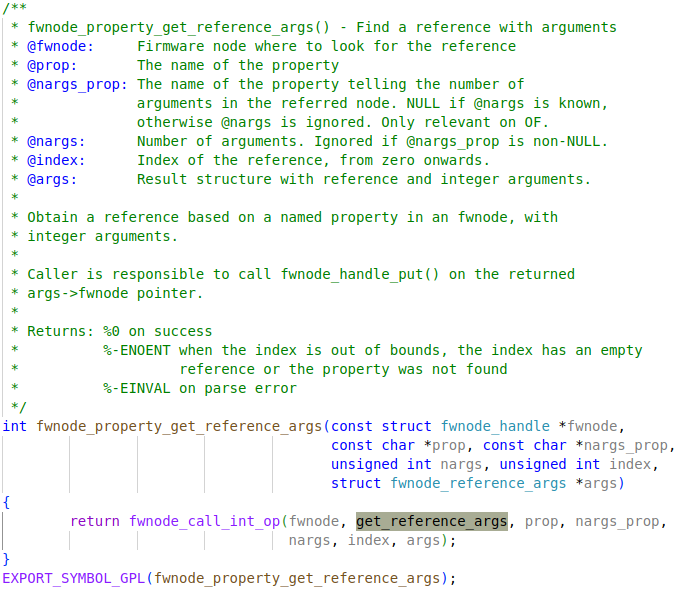 /**
 * fwnode_property_get_reference_args() - Find a reference with arguments
 * @fwnode:     Firmware node where to look for the reference
 * @prop:       The name of the property
 * @nargs_prop: The name of the property telling the number of
 *              arguments in the referred node. NULL if @nargs is known,
 *              otherwise @nargs is ignored. Only relevant on OF.
 * @nargs:      Number of arguments. Ignored if @nargs_prop is non-NULL.
 * @index:      Index of the reference, from zero onwards.
 * @args:       Result structure with reference and integer arguments.
 *
 * Obtain a reference based on a named property in an fwnode, with
 * integer arguments.
 *
 * Caller is responsible to call fwnode_handle_put() on the returned
 * args->fwnode pointer.
 *
 * Returns: %0 on success
 *          %-ENOENT when the index is out of bounds, the index has an empty
 *                   reference or the property was not found
 *          %-EINVAL on parse error
 */
int fwnode_property_get_reference_args(const struct fwnode_handle *fwnode,
                                       const char *prop, const char *nargs_prop,
                                       unsigned int nargs, unsigned int index,
                                       struct fwnode_reference_args *args)
{
        return fwnode_call_int_op(fwnode, get_reference_args, prop, nargs_prop,
                                  nargs, index, args);
}
EXPORT_SYMBOL_GPL(fwnode_property_get_reference_args);